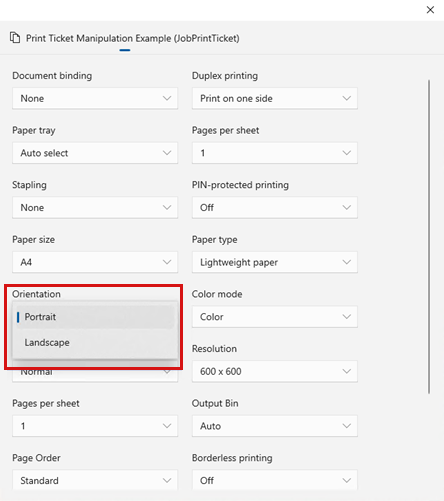 Print Ticket Manipulation Example (JobPrintTicket)
Document binding
None
Duplex printing
Print on one side
Paper tray
Auto select
Pages per sheet
1
Stapling
None
PIN-protected printing
Off
Paper size
A4
Paper type
Lightweight paper
Orientation
Portrait
Landscape
Color mode
Color
Normal
Resolution
600 x 600
Pages per sheet
1
Output Bin
Auto
Page Order
Standard
Borderless printing
Off